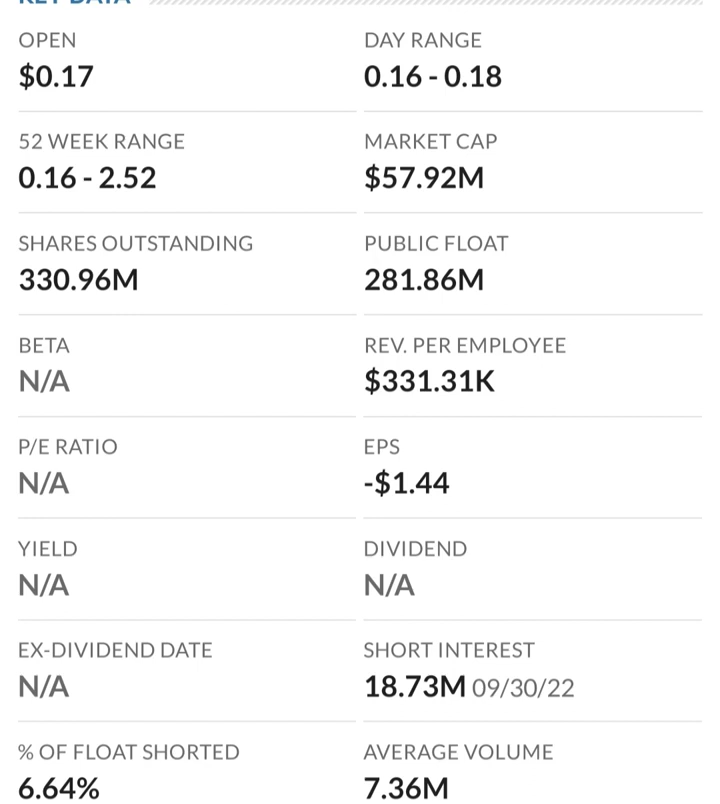 KEY DATA
OPEN
$0.17
DAY RANGE
0.16 - 0.18
52 WEEK RANGE
0.16 - 2.52
MARKET CAP
$57.92M
SHARES OUTSTANDING
330.96M
PUBLIC FLOAT
281.86M
BETA
N/A
REV. PER EMPLOYEE
$331.31K
P/E RATIO
N/A
EPS
-$1.44
YIELD
N/A
DIVIDEND
N/A
EX-DIVIDEND DATE
N/A
SHORT INTEREST
18.73M 09/30/22
% OF FLOAT SHORTED
6.64%
AVERAGE VOLUME
7.36M